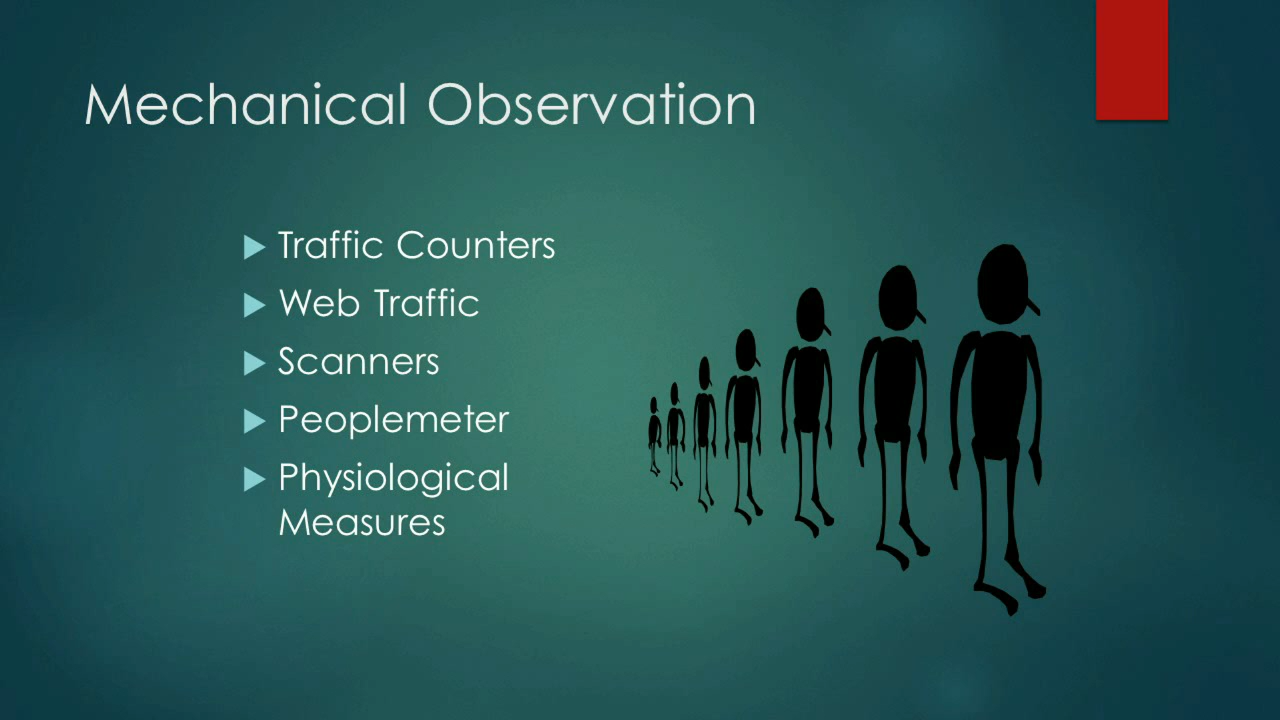 Mechanical Observation
Traffic Counters
Web Traffic
Scanners
Peoplemeter
Physiological
Measures